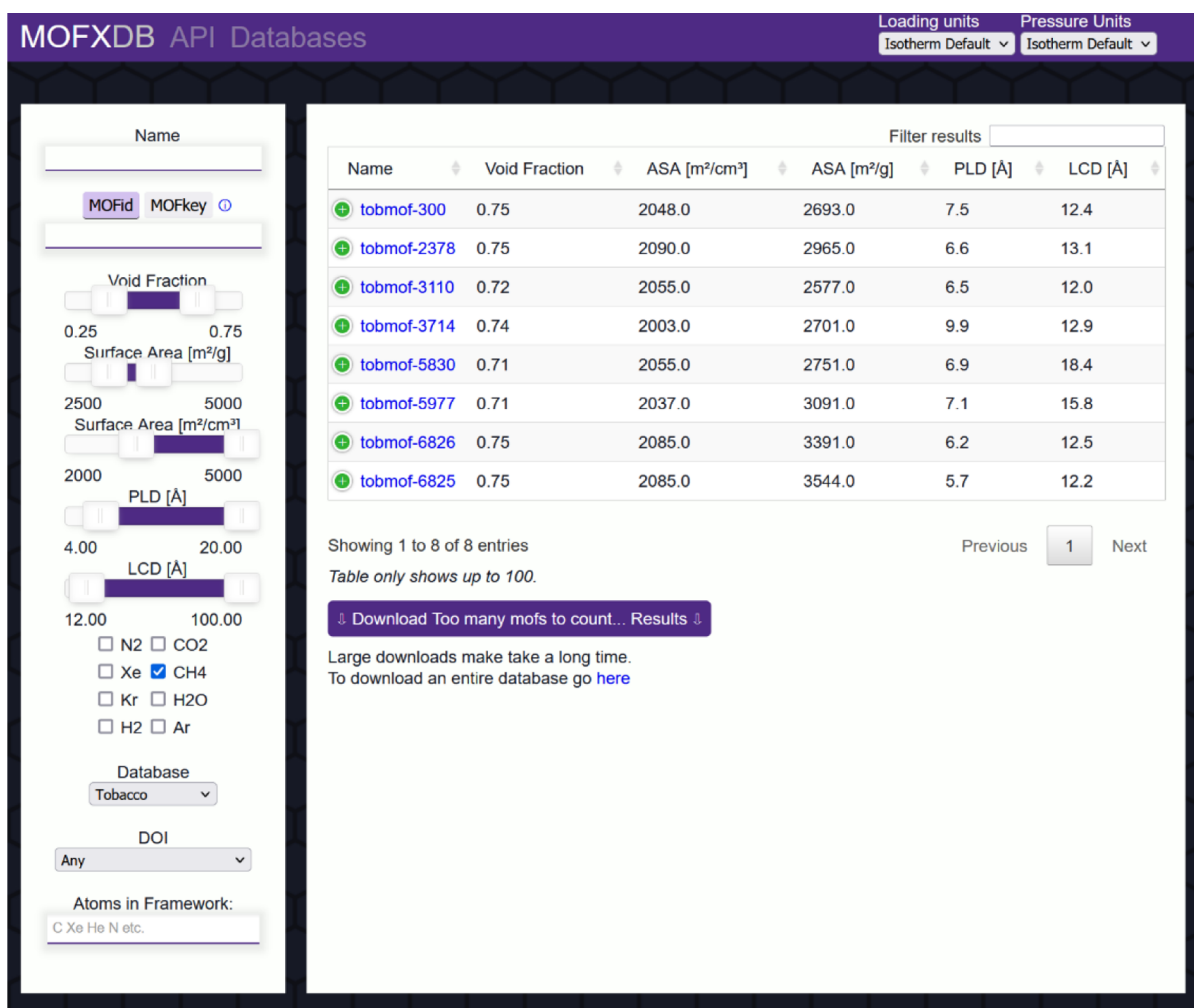 MOFXDB API Databases
Loading units Pressure Units
Isotherm Default Isotherm Default
Name
MOFid MOFkey
Void Fraction
0.25 0.75
Surface Area [m²/g]
2500 5000
Surface Area [m²/cm³]
2000 5000
PLD [Å]
4.00 20.00
LCD [Å]
12.00 100.00
N2 CO2
Xe CH4
Kr H2O
H2 Ar
Database
Tobacco
DOI
Any
Atoms in Framework:
C Xe He N etc.
Filter results
Name Void Fraction ASA [m²/cm³] ASA [m²/g] PLD [Å] LCD [Å]
tobmof-300 0.75 2048.0 2693.0 7.5 12.4
tobmof-2378 0.75 2090.0 2965.0 6.6 13.1
tobmof-3110 0.72 2055.0 2577.0 6.5 12.0
tobmof-3714 0.74 2003.0 2701.0 9.9 12.9
tobmof-5830 0.71 2055.0 2751.0 6.9 18.4
tobmof-5977 0.71 2037.0 3091.0 7.1 15.8
tobmof-6826 0.75 2085.0 3391.0 6.2 12.5
tobmof-6825 0.75 2085.0 3544.0 5.7 12.2
Showing 1 to 8 of 8 entries
Previous 1 Next
Table only shows up to 100.
⇩ Download Too many mofs to count... Results ⇩
Large downloads make take a long time.
To download an entire database go here